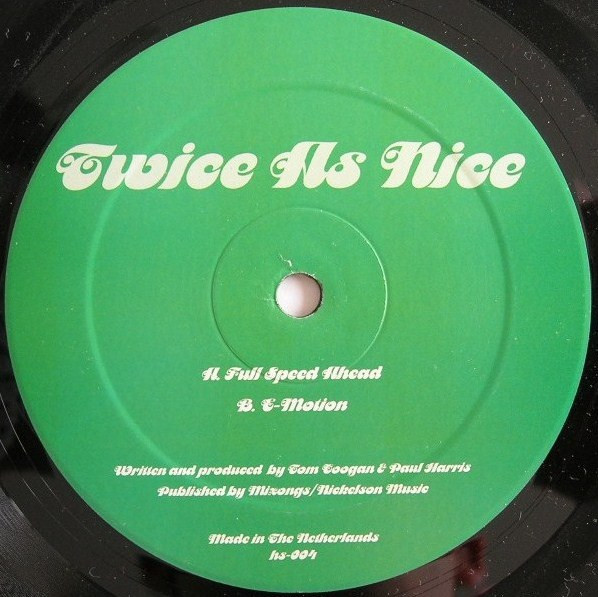 Twice As Nice
A. Full Speed Ahead
B. E-Motion
Written and produced by Tom Coogan & Paul Harris
Published by Mixongs/Nickelson Music
Made in The Netherlands
hs-004